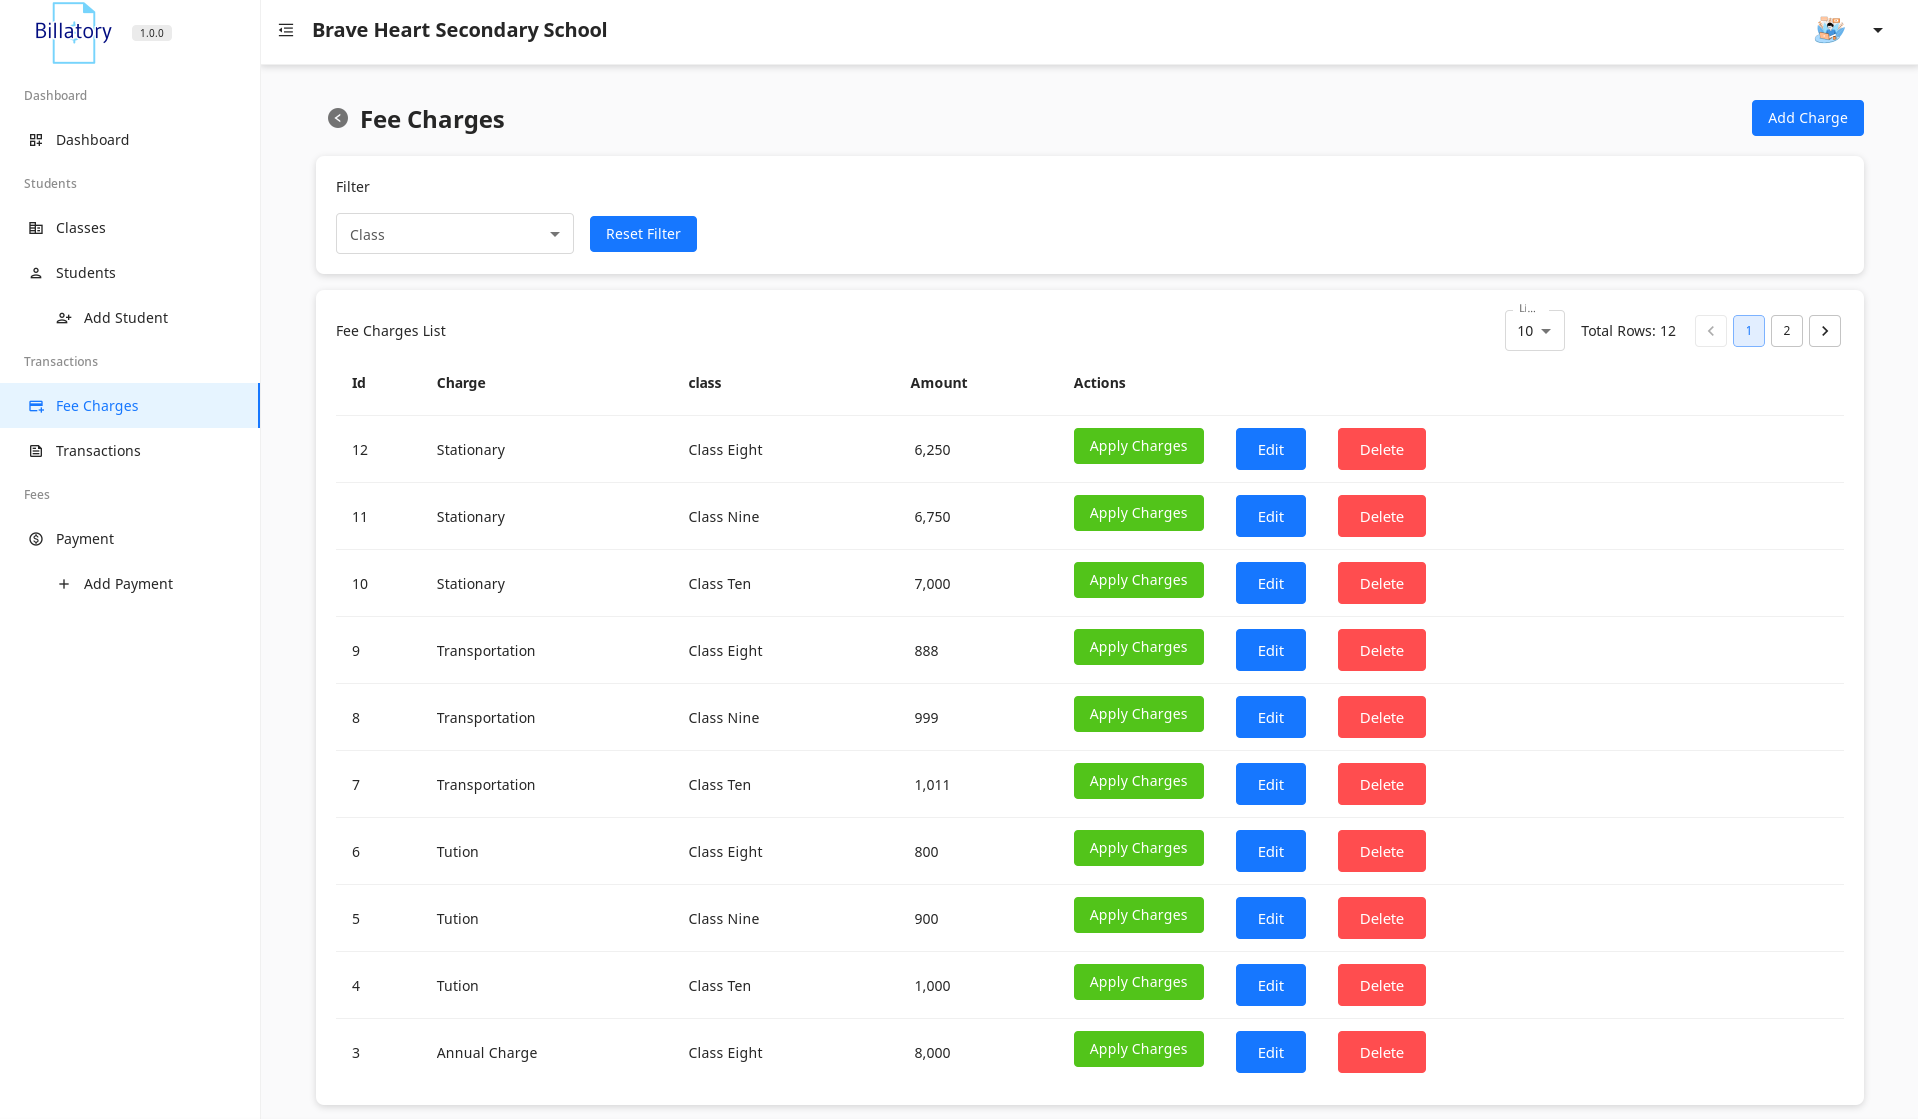 Billatory 1.0.0
Brave Heart Secondary School
Dashboard
Dashboard
Students
Classes
Students
Add Student
Transactions
Fee Charges
Transactions
Fees
Payment
Add Payment
Fee Charges
Add Charge
Filter
Class
Reset Filter
Fee Charges List
Li...
10
Total Rows: 12
1
2
Id Charge class Amount Actions
12 Stationary Class Eight 6,250 Apply Charges Edit Delete
11 Stationary Class Nine 6,750 Apply Charges Edit Delete
10 Stationary Class Ten 7,000 Apply Charges Edit Delete
9 Transportation Class Eight 888 Apply Charges Edit Delete
8 Transportation Class Nine 999 Apply Charges Edit Delete
7 Transportation Class Ten 1,011 Apply Charges Edit Delete
6 Tution Class Eight 800 Apply Charges Edit Delete
5 Tution Class Nine 900 Apply Charges Edit Delete
4 Tution Class Ten 1,000 Apply Charges Edit Delete
3 Annual Charge Class Eight 8,000 Apply Charges Edit Delete